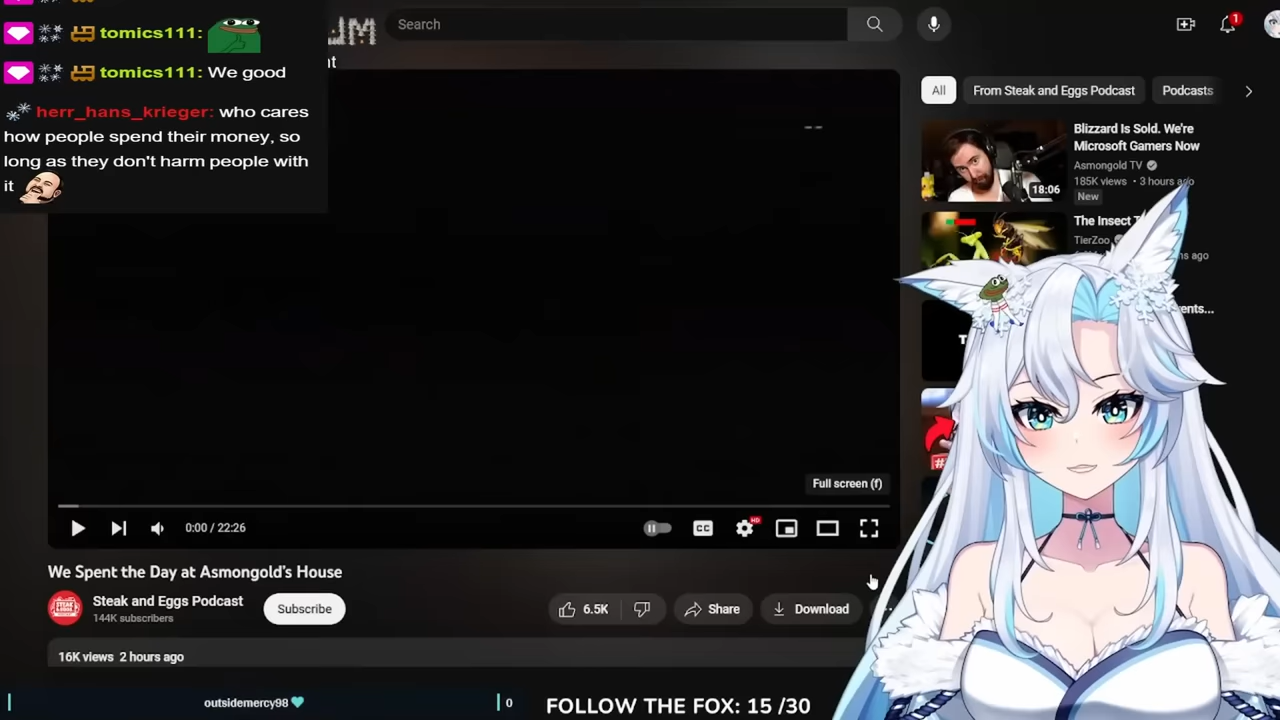 tomics111:
tomics111: We good
herr_hans_krieger: who cares
how people spend their money, so
long as they don't harm people with
it
Search
1
All
From Steak and Eggs Podcast
Podcasts
Blizzard Is Sold. We're
Microsoft Gamers Now
Asmongold TV
185K views • 3 hours ago
New
18:06
The Insect
TierZoo
ago
Full screen (f)
0:00 / 22:26
CC
HD
We Spent the Day at Asmongold's House
Steak and Eggs Podcast
144K subscribers
Subscribe
6.5K
Share
Download
16K views 2 hours ago
outsidemercy98
0
FOLLOW THE FOX: 15 /30